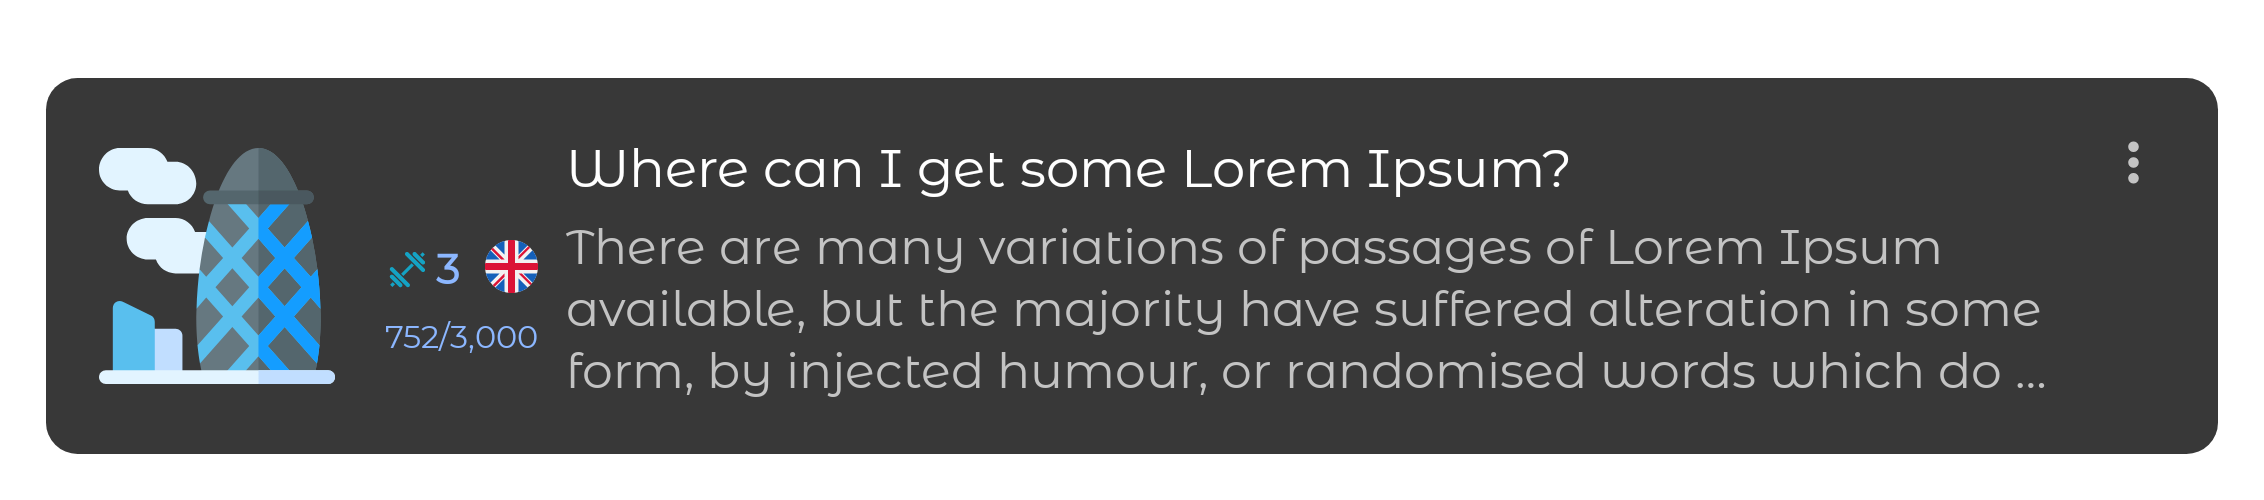 Where can I get some Lorem Ipsum?
There are many variations of passages of Lorem Ipsum
available, but the majority have suffered alteration in some
form, by injected humour, or randomised words which do ...
3
752/3,000